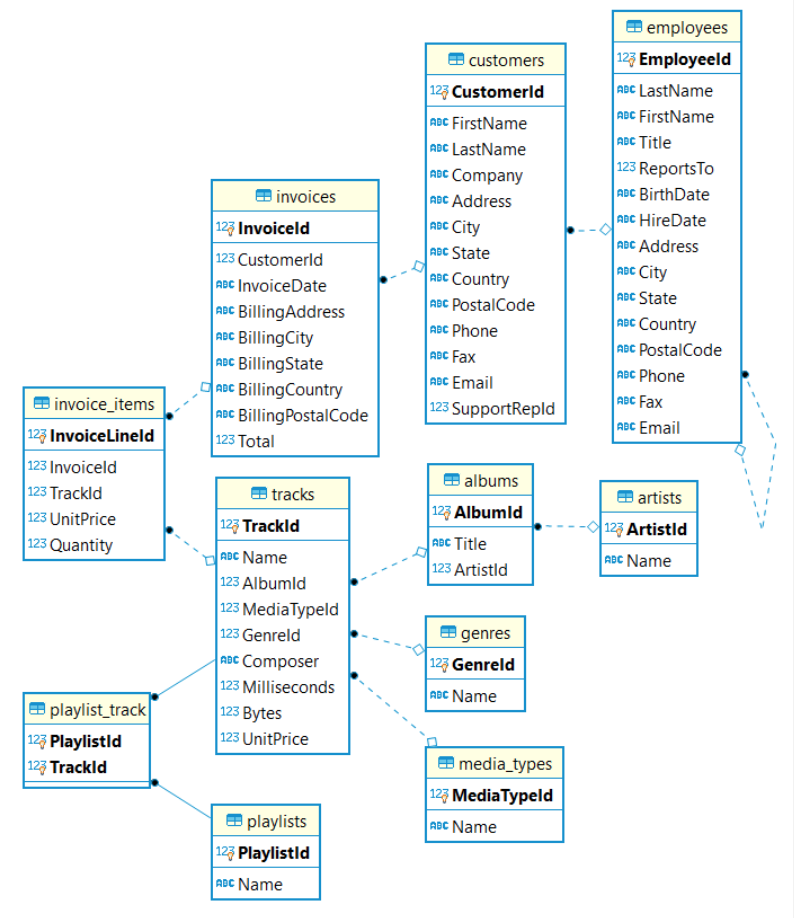 employees
123 EmployeeId
ABC LastName
ABC FirstName
ABC Title
123 ReportsTo
ABC BirthDate
ABC HireDate
ABC Address
ABC City
ABC State
ABC Country
ABC PostalCode
ABC Phone
ABC Fax
ABC Email
customers
123 CustomerId
ABC FirstName
ABC LastName
ABC Company
ABC Address
ABC City
ABC State
ABC Country
ABC PostalCode
ABC Phone
ABC Fax
ABC Email
123 SupportRepId
invoices
123 InvoiceId
123 CustomerId
ABC InvoiceDate
ABC BillingAddress
ABC BillingCity
ABC BillingState
ABC BillingCountry
ABC BillingPostalCode
123 Total
invoice_items
123 InvoiceLineId
123 InvoiceId
123 TrackId
123 UnitPrice
123 Quantity
tracks
123 TrackId
ABC Name
123 AlbumId
123 MediaTypeId
123 GenreId
ABC Composer
123 Milliseconds
123 Bytes
123 UnitPrice
albums
123 AlbumId
ABC Title
123 ArtistId
artists
123 ArtistId
ABC Name
genres
123 GenreId
ABC Name
media_types
123 MediaTypeId
ABC Name
playlist_track
123 PlaylistId
123 TrackId
playlists
123 PlaylistId
ABC Name